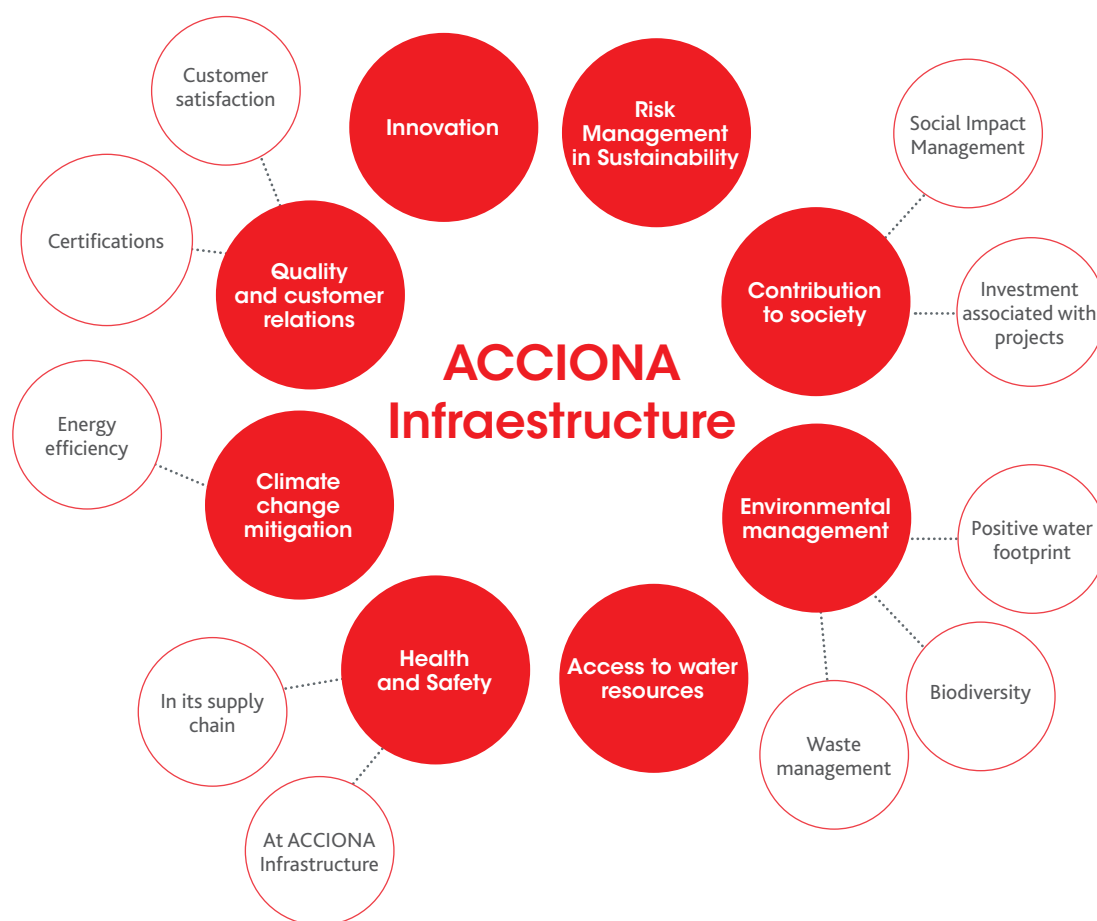 Customer
satisfaction
Innovation
Risk
Management
in Sustainability
Social Impact
Management
Certifications
Quality
and customer
relations
Contribution
to society
Investment
associated with
projects
ACCIONA
Infraestructure
Energy
efficiency
Climate
change
mitigation
Environmental
management
Positive water
footprint
Health
and Safety
Access to water
resources
Biodiversity
In its supply
chain
Waste
management
At ACCIONA
Infrastructure